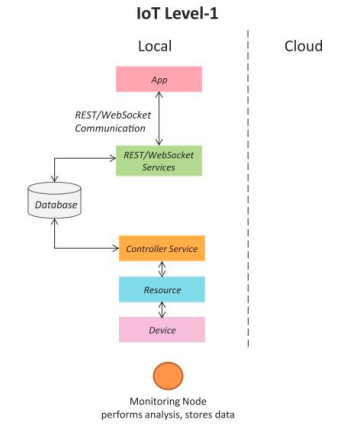 IoT Level-1
Local
Cloud
App
REST/WebSocket
Communication
REST/WebSocket
Services
Database
Controller Service
Resource
Device
Monitoring Node
performs analysis, stores data